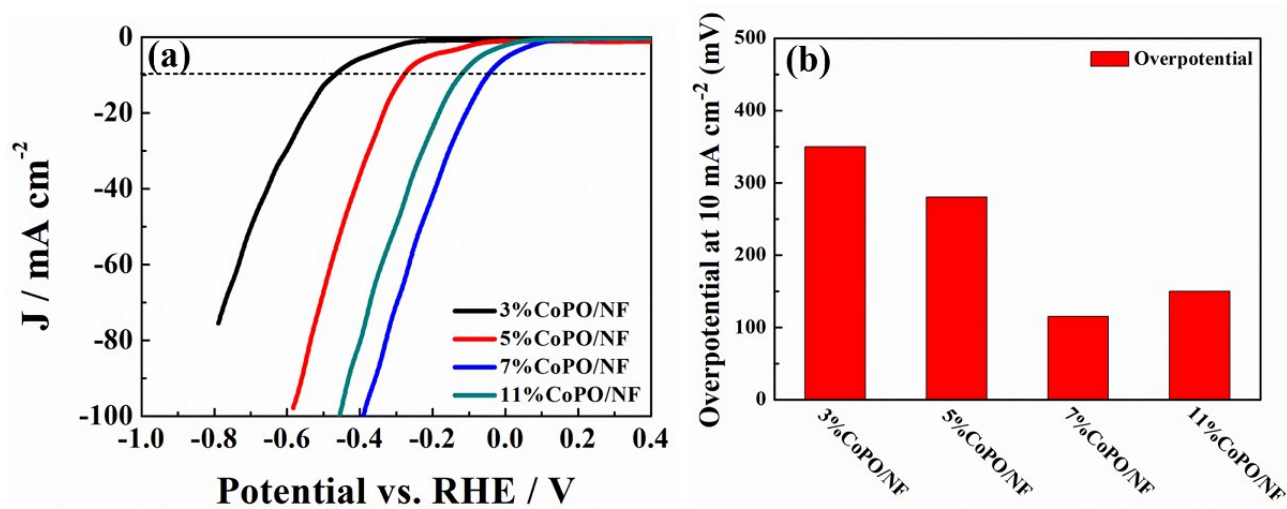 (a)
0
-20
-40
-60
-80
-100
J / mA cm⁻²
-1.0 -0.8 -0.6 -0.4 -0.2 0.0 0.2 0.4
Potential vs. RHE / V
3%CoPO/NF
5%CoPO/NF
7%CoPO/NF
11%CoPO/NF
(b)
Overpotential
500
400
300
200
100
0
Overpotential at 10 mA cm⁻² (mV)
3%CoPO/NF
5%CoPO/NF
7%CoPO/NF
11%CoPO/NF